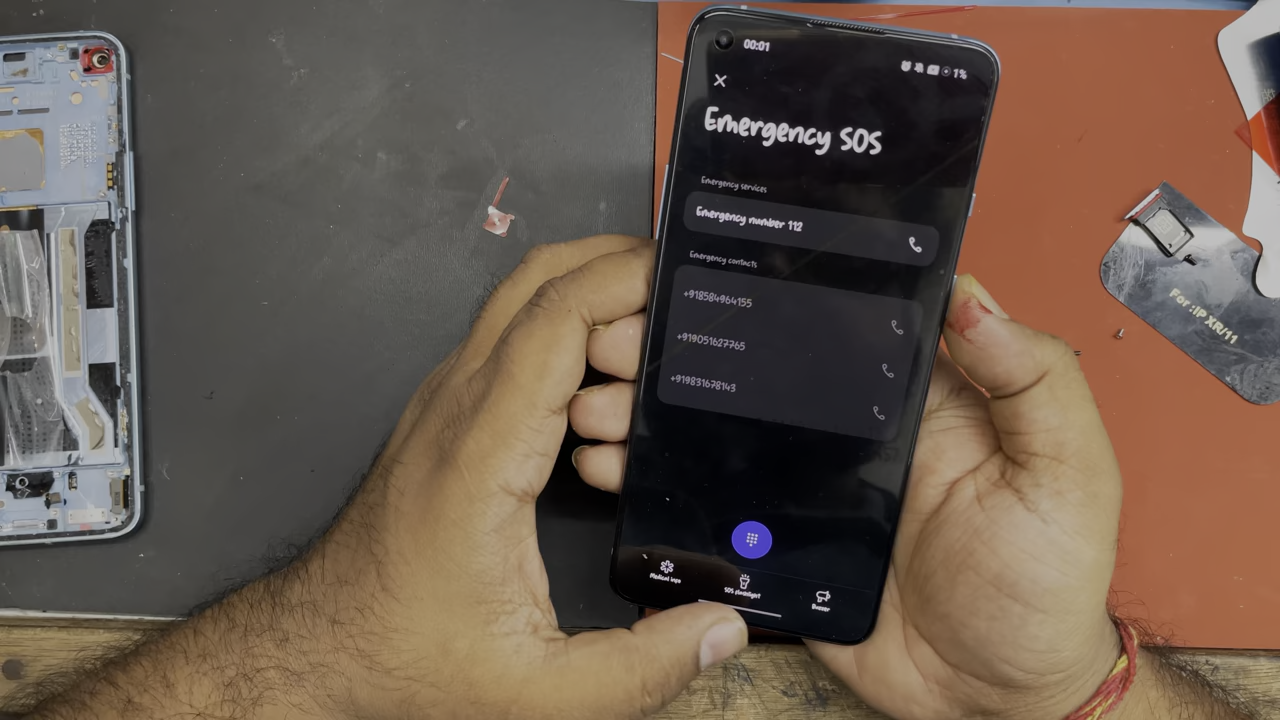 00:01
1%
Emergency SOS
Emergency services
Emergency number 112
Emergency contacts
+918584964155
+919051627765
+919831678143
Medical info
SOS flashlight
Buzzer
For :IP XR/11